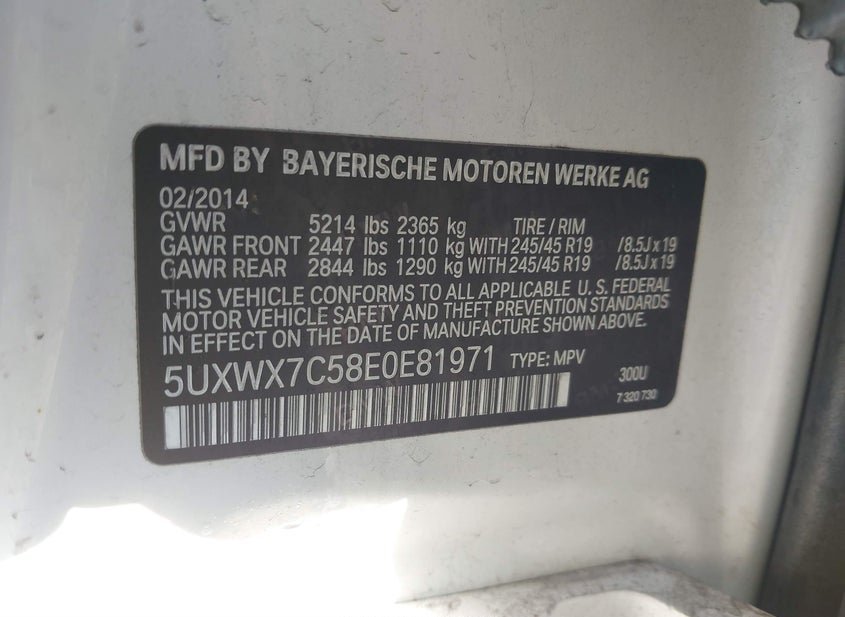 MFD BY BAYERISCHE MOTOREN WERKE AG
02/2014
GVWR 5214 lbs 2365 kg TIRE / RIM
GAWR FRONT 2447 lbs 1110 kg WITH 245/45 R19 /8.5J x 19
GAWR REAR 2844 lbs 1290 kg WITH 245/45 R19 /8.5J x 19
THIS VEHICLE CONFORMS TO ALL APPLICABLE U. S. FEDERAL
MOTOR VEHICLE SAFETY AND THEFT PREVENTION STANDARDS
IN EFFECT ON THE DATE OF MANUFACTURE SHOWN ABOVE.
5UXWX7C58E0E81971 TYPE: MPV 300U
7 320 730